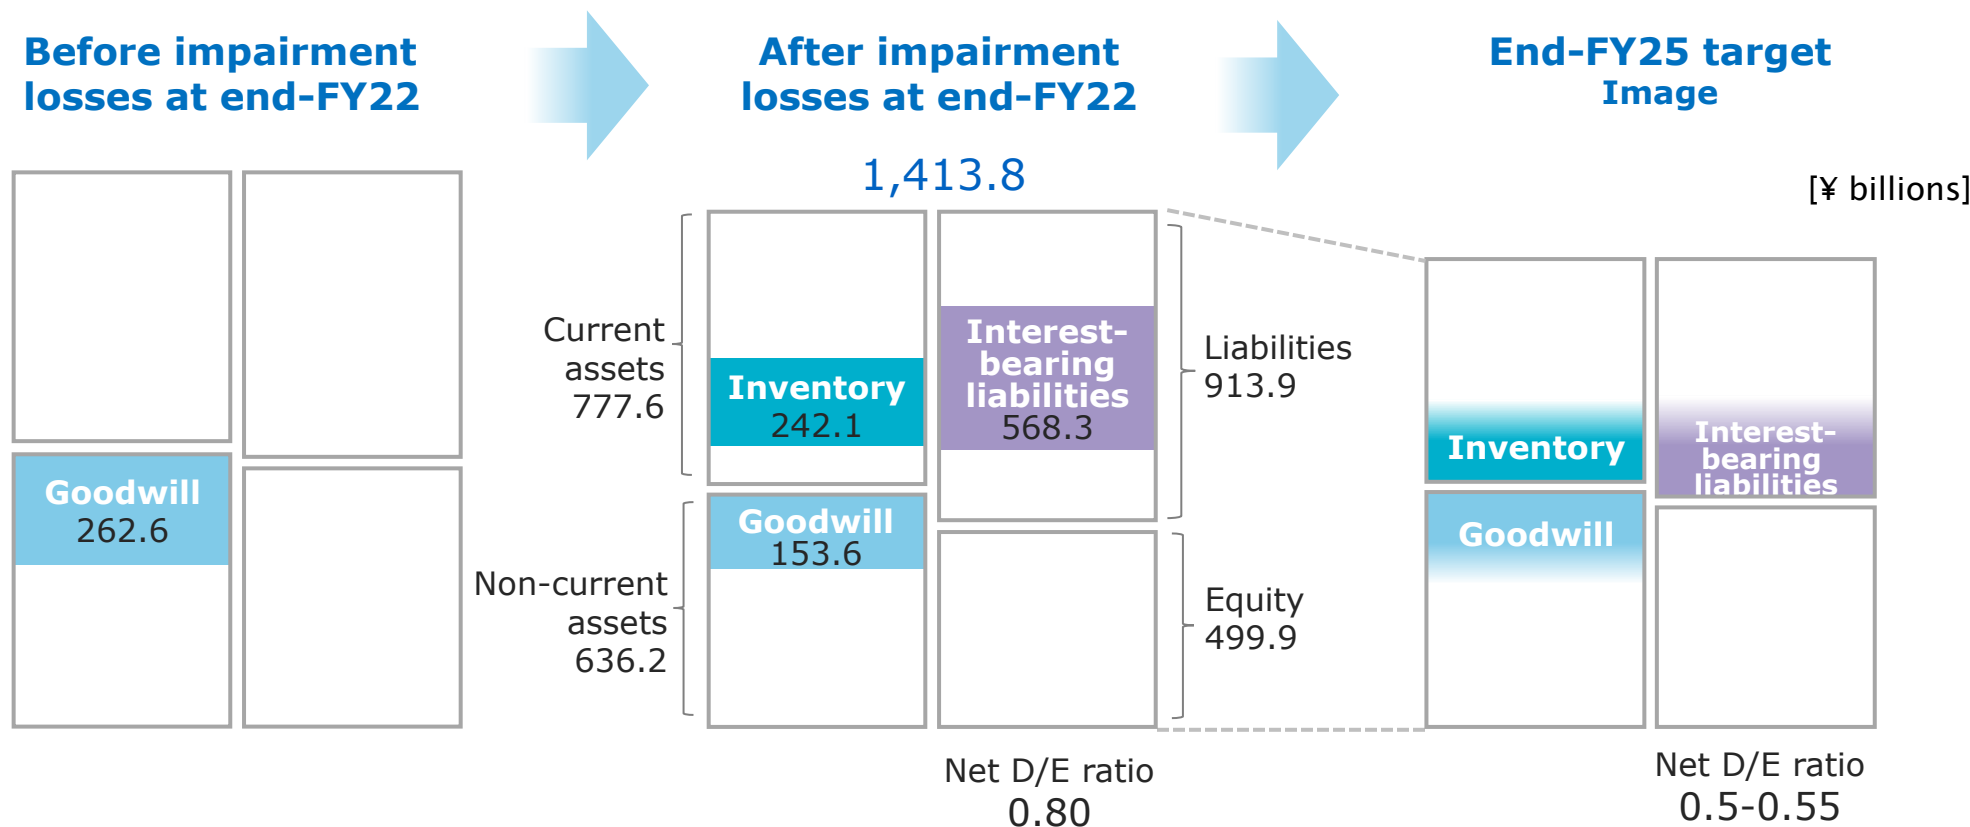 Before impairment
losses at end-FY22
After impairment
losses at end-FY22
End-FY25 target
Image
[¥ billions]
Goodwill
262.6
1,413.8
Current
assets
777.6
Non-current
assets
636.2
Inventory
242.1
Goodwill
153.6
Interest-
bearing
liabilities
568.3
Liabilities
913.9
Equity
499.9
Net D/E ratio
0.80
Inventory
Goodwill
Interest-
bearing
liabilities
Net D/E ratio
0.5-0.55